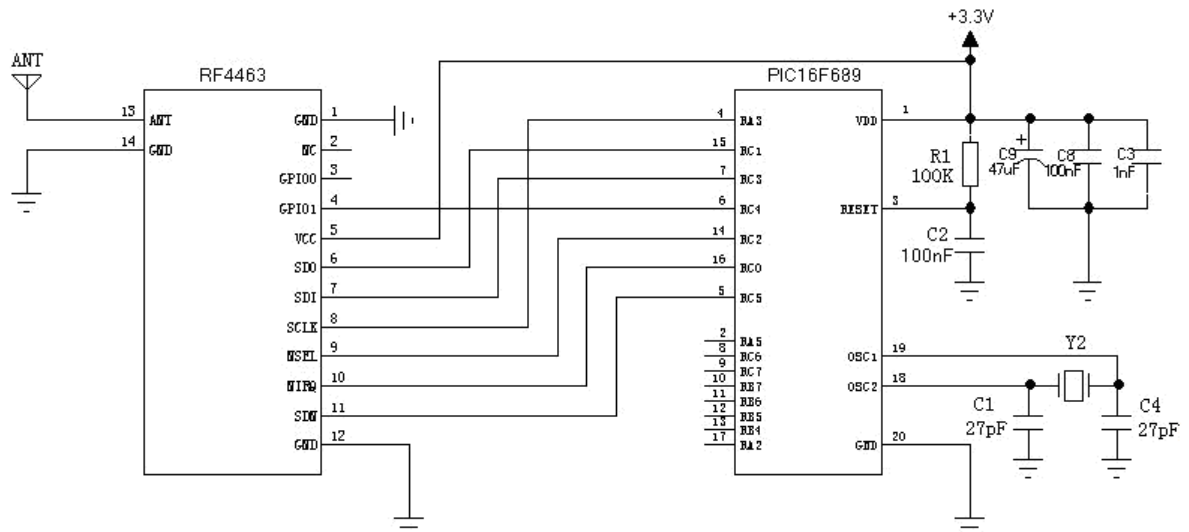 +3.3V
ANT
RF4463
PIC16F689
13 ANT
14 GND
GND 1
NC 2
GPIO0 3
GPIO1 4
VCC 5
SDO 6
SDI 7
SCLK 8
NSEL 9
NIRQ 10
SDN 11
GND 12
4 RA3
15 RC1
7 RC3
6 RC4
14 RC2
16 RC0
5 RC5
2 RA5
8 RC6
9 RC7
10 RB7
11 RB6
12 RB5
13 RB4
17 RA2
VDD 1
RESET 3
OSC1 19
OSC2 18
GND 20
R1
100K
C9
47uF
+
C8
100nF
C3
1nF
C2
100nF
Y2
C1
27pF
C4
27pF